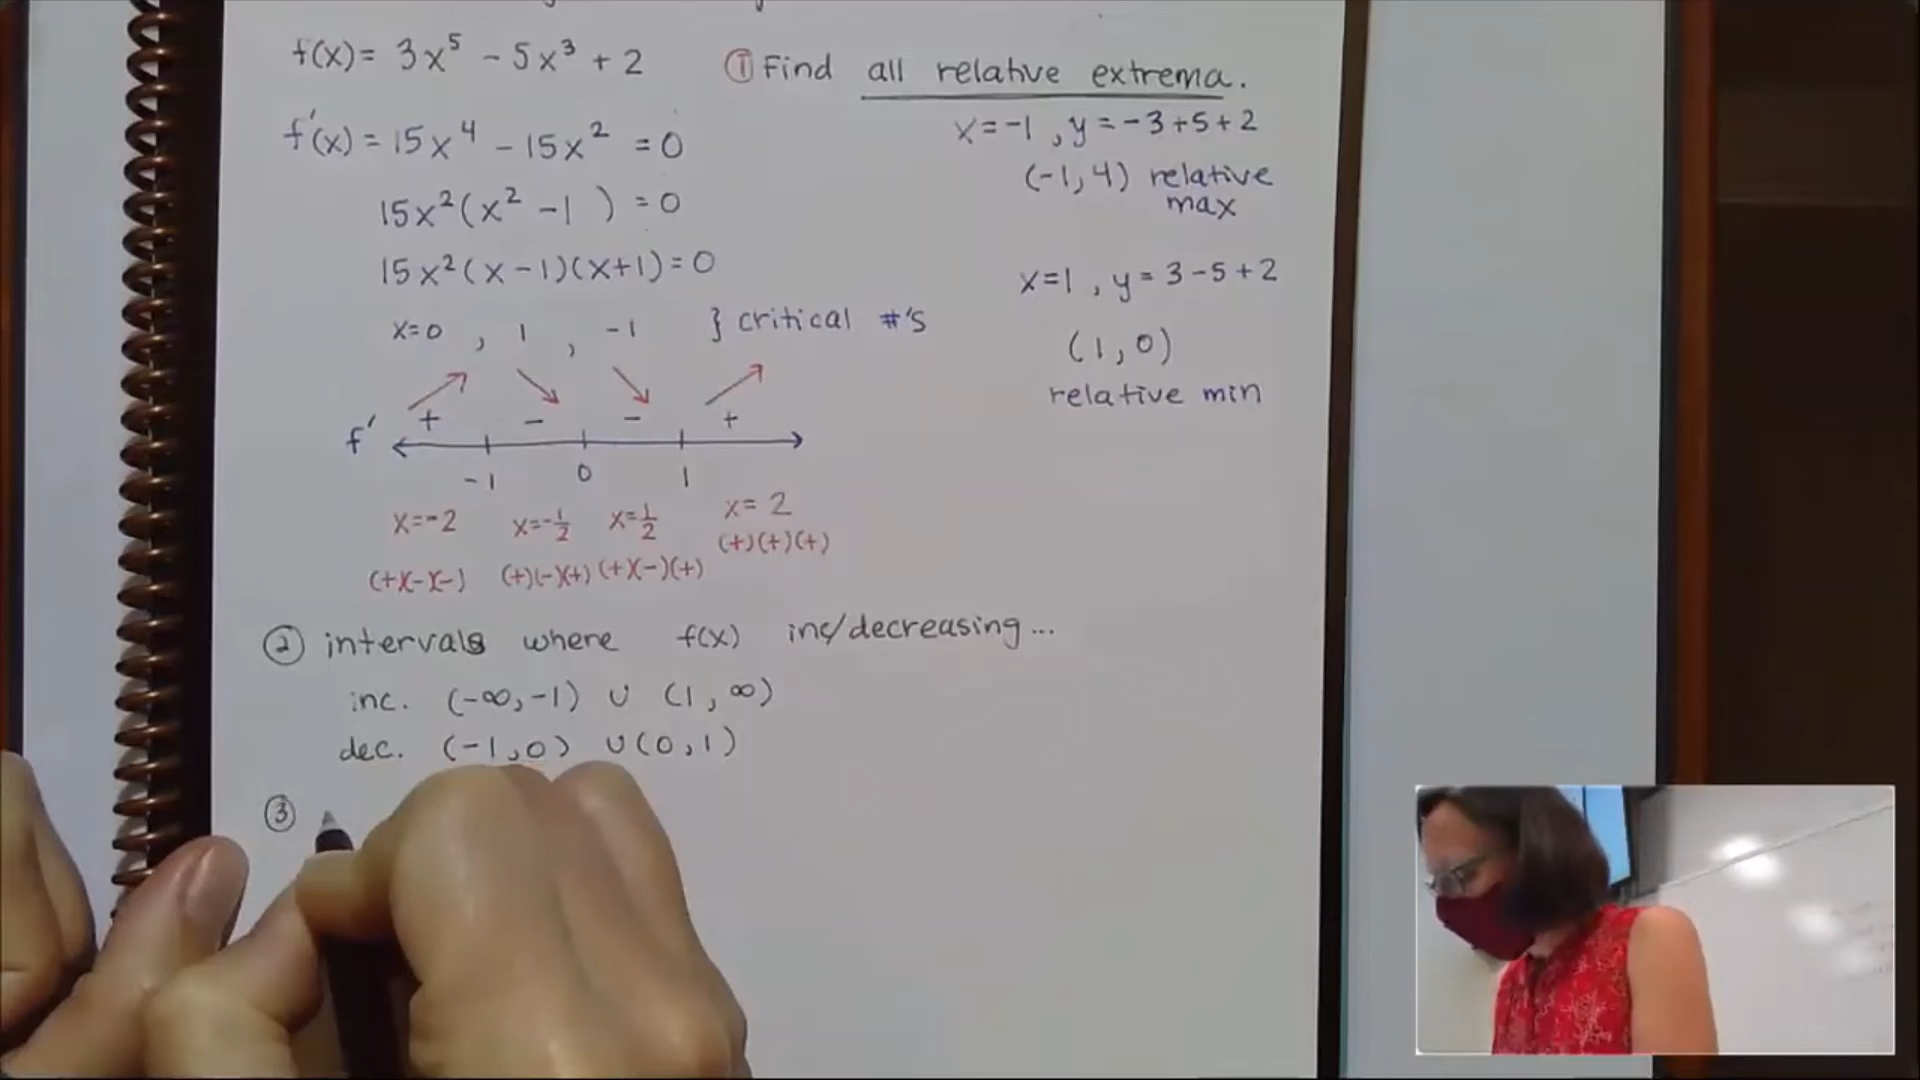 f(x)= 3x⁵ - 5x³ + 2
① Find all relative extrema.
f'(x) = 15x⁴ - 15x² = 0
15x²(x² - 1 ) = 0
15x²(x - 1)(x + 1) = 0
x=0 , 1 , -1 } critical #'s
x = -1 , y = -3 + 5 + 2
(-1, 4) relative
max
x=1 , y = 3 - 5 + 2
(1, 0)
relative min
+ - - +
f'
-1 0 1
x=-2 x=-1/2 x=1/2 x= 2
(+)(-)(-) (+)(-)(+) (+)(-)(+) (+)(+)(+)
② intervals where f(x) inc/decreasing...
inc. (-∞, -1) ∪ (1, ∞)
dec. (-1, 0) ∪ (0, 1)
③